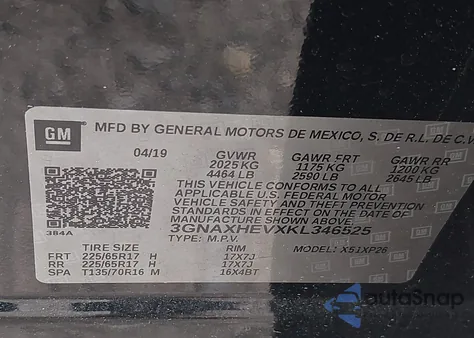 GM
MFD BY GENERAL MOTORS DE MEXICO, S. DE R.L. DE C.V.
04/19 GVWR GAWR FRT GAWR RR
2025 KG 1175 KG 1200 KG
4464 LB 2590 LB 2645 LB
THIS VEHICLE CONFORMS TO ALL
APPLICABLE U.S. FEDERAL MOTOR
VEHICLE SAFETY AND THEFT PREVENTION
STANDARDS IN EFFECT ON THE DATE OF
MANUFACTURE SHOWN ABOVE.
384A 3GNAXHEVXKL346525
TYPE: M.P.V. MODEL: X51XP26
TIRE SIZE RIM
FRT 225/65R17 H 17X7J
RR 225/65R17 H 17X7J
SPA T135/70R16 M 16X4BT
autoSnap